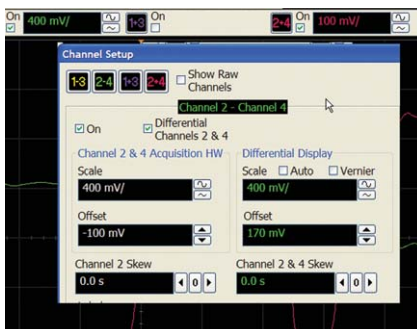 On 400 mV/ 1+3 On 2+4 On 100 mV/
Channel Setup
1-3 2-4 1+3 2+4 Show Raw Channels
Channel 2 - Channel 4
On Differential Channels 2 & 4
Channel 2 & 4 Acquisition HW Differential Display
Scale Scale Auto Vernier
400 mV/ 400 mV/
Offset Offset
-100 mV 170 mV
Channel 2 Skew Channel 2 & 4 Skew
0.0 s 0 0.0 s 0